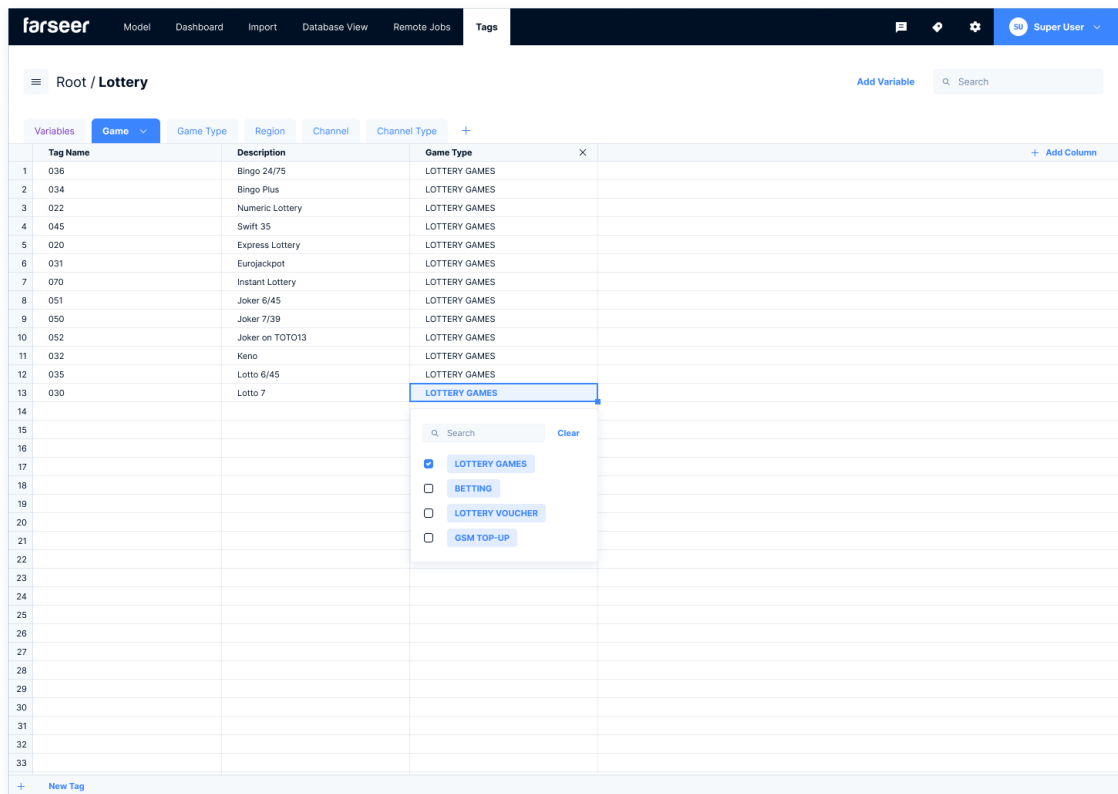 farseer Model Dashboard Import Database View Remote Jobs Tags SU Super User
Root / Lottery Add Variable Search
Variables Game Game Type Region Channel Channel Type +
Tag Name Description Game Type + Add Column
1 036 Bingo 24/75 LOTTERY GAMES
2 034 Bingo Plus LOTTERY GAMES
3 022 Numeric Lottery LOTTERY GAMES
4 045 Swift 35 LOTTERY GAMES
5 020 Express Lottery LOTTERY GAMES
6 031 Eurojackpot LOTTERY GAMES
7 070 Instant Lottery LOTTERY GAMES
8 051 Joker 6/45 LOTTERY GAMES
9 050 Joker 7/39 LOTTERY GAMES
10 052 Joker on TOTO13 LOTTERY GAMES
11 032 Keno LOTTERY GAMES
12 035 Lotto 6/45 LOTTERY GAMES
13 030 Lotto 7 LOTTERY GAMES
14
15 Search Clear
16
17 LOTTERY GAMES
18 BETTING
19
20 LOTTERY VOUCHER
21 GSM TOP-UP
22
23
24
25
26
27
28
29
30
31
32
33
+ New Tag